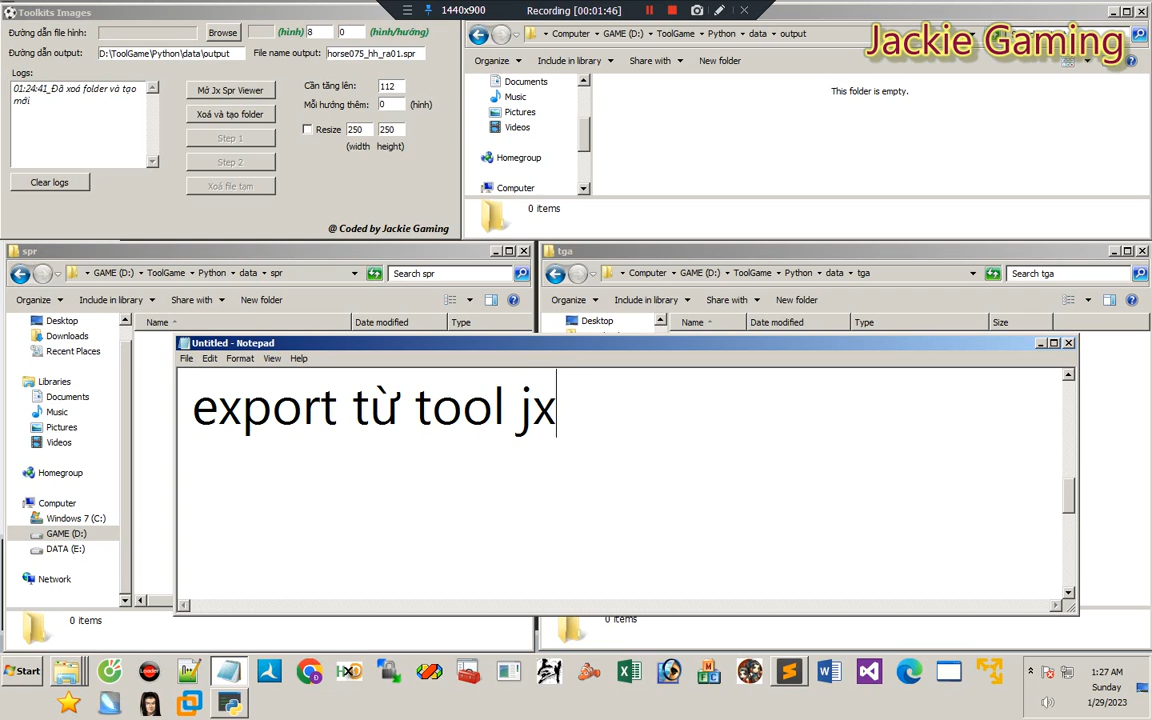 1440x900
Recording [00:01:46]
Toolkits Images
Đường dẫn file hình:
Browse
(hình)
8
0
(hình/hướng)
Đường dẫn output:
D:\ToolGame\Python\data\output
File name output:
horse075_hh_ra01.spr
Logs:
01:24:41_Đã xoá folder và tạo
mới
Mở Jx Spr Viewer
Xoá và tạo folder
Step 1
Step 2
Xoá file tạm
Cần tăng lên:
112
Mỗi hướng thêm:
0
(hình)
Resize
250
250
(width
height)
Clear logs
@ Coded by Jackie Gaming
Computer
GAME (D:)
ToolGame
Python
data
output
Jackie Gaming
Organize
Include in library
Share with
New folder
Documents
Music
Pictures
Videos
Homegroup
Computer
This folder is empty.
0 items
spr
GAME (D:)
ToolGame
Python
data
spr
Search spr
Organize
Include in library
Share with
New folder
Name
Date modified
Type
Desktop
Downloads
Recent Places
Libraries
Documents
Music
Pictures
Videos
Homegroup
Computer
Windows 7 (C:)
GAME (D:)
DATA (E:)
Network
0 items
tga
Computer
GAME (D:)
ToolGame
Python
data
tga
Search tga
Organize
Include in library
Share with
New folder
Desktop
Name
Date modified
Type
Size
0 items
Untitled - Notepad
File
Edit
Format
View
Help
export từ tool jx
Start
1:27 AM
Sunday
1/29/2023